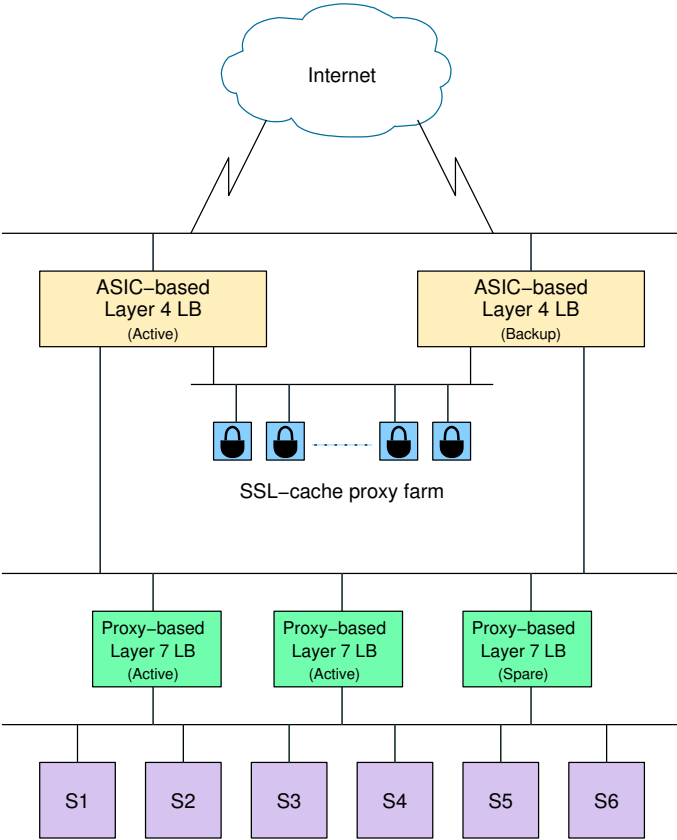 Internet
ASIC−based
Layer 4 LB
(Active)
ASIC−based
Layer 4 LB
(Backup)
SSL−cache proxy farm
Proxy−based
Layer 7 LB
(Active)
Proxy−based
Layer 7 LB
(Active)
Proxy−based
Layer 7 LB
(Spare)
S1
S2
S3
S4
S5
S6